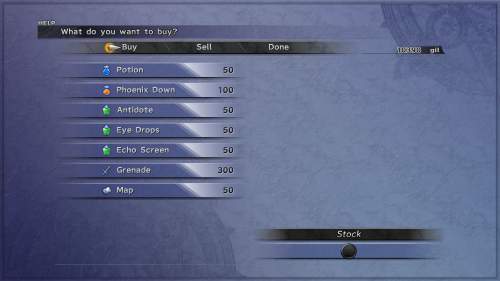 HELP
What do you want to buy?
Buy Sell Done
gil
Potion 50
Phoenix Down 100
Antidote 50
Eye Drops 50
Echo Screen 50
Grenade 300
Map 50
Stock